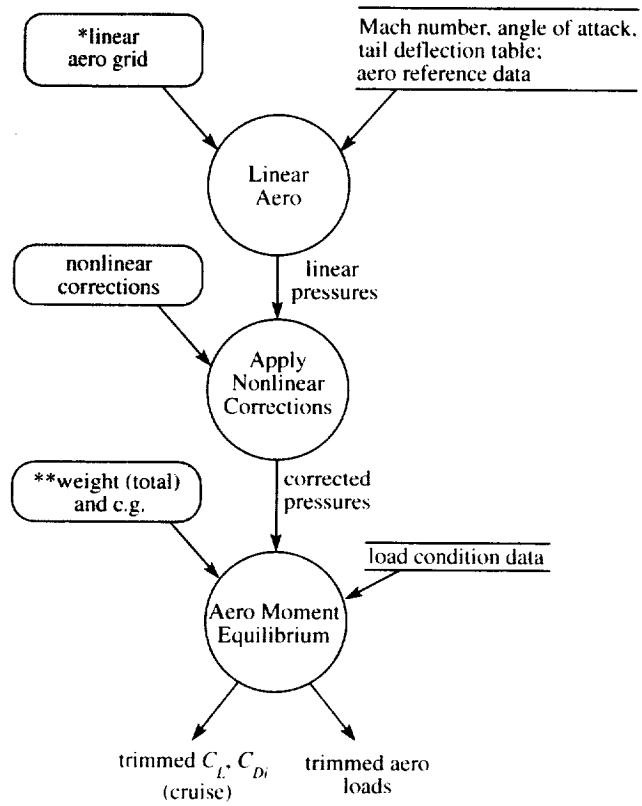 *linear
aero grid
Mach number, angle of attack,
tail deflection table;
aero reference data
Linear
Aero
nonlinear
corrections
linear
pressures
Apply
Nonlinear
Corrections
**weight (total)
and c.g.
corrected
pressures
load condition data
Aero Moment
Equilibrium
trimmed C_L, C_Di
(cruise)
trimmed aero
loads